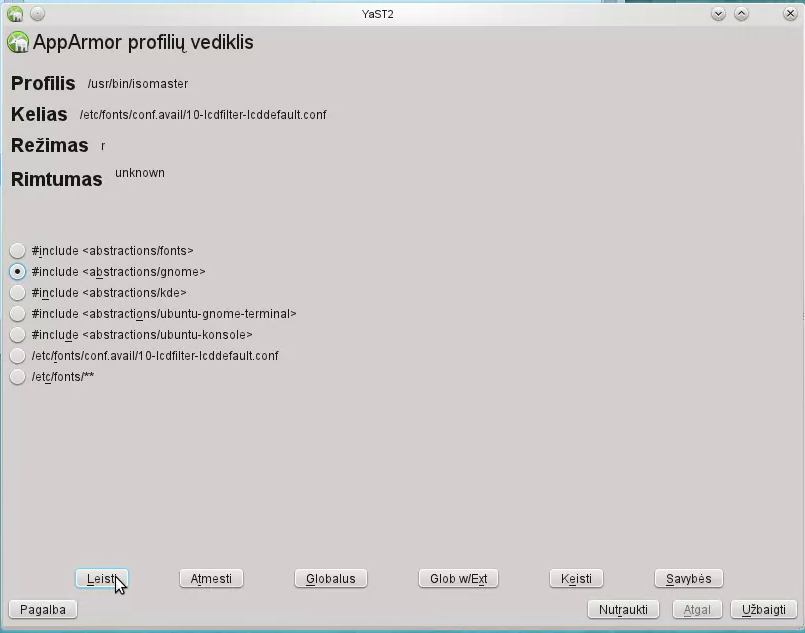 YaST2
AppArmor profilių vediklis
Profilis /usr/bin/isomaster
Kelias /etc/fonts/conf.avail/10-lcdfilter-lcddefault.conf
Režimas r
Rimtumas unknown
#include <abstractions/fonts>
#include <abstractions/gnome>
#include <abstractions/kde>
#include <abstractions/ubuntu-gnome-terminal>
#include <abstractions/ubuntu-konsole>
/etc/fonts/conf.avail/10-lcdfilter-lcddefault.conf
/etc/fonts/**
Leisti Atmesti Globalus Glob w/Ext Keisti Savybės
Pagalba Nutraukti Atgal Užbaigti